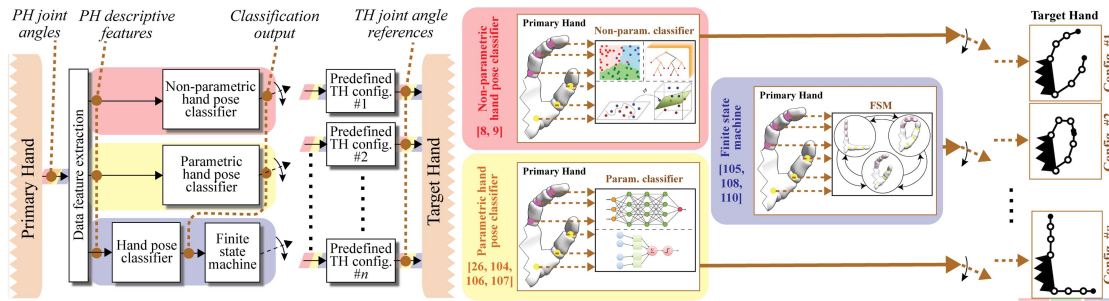 PH joint
angles
PH descriptive
features
Classification
output
TH joint angle
references
Primary Hand
Data feature extraction
Non-parametric
hand pose
classifier
Parametric
hand pose
classifier
Hand pose
classifier
Finite
state
machine
Predefined
TH config.
#1
Predefined
TH config.
#2
Predefined
TH config.
#n
Target Hand
Non-parametric
hand pose classifier
[8, 9]
Primary Hand
Non-param. classifier
Parametric hand
pose classifier
[26, 104,
106, 107]
Primary Hand
Param. classifier
Finite state
machine
[105,
108,
110]
Primary Hand
FSM
Target Hand
Config. #1
Config. #2
Config. #n